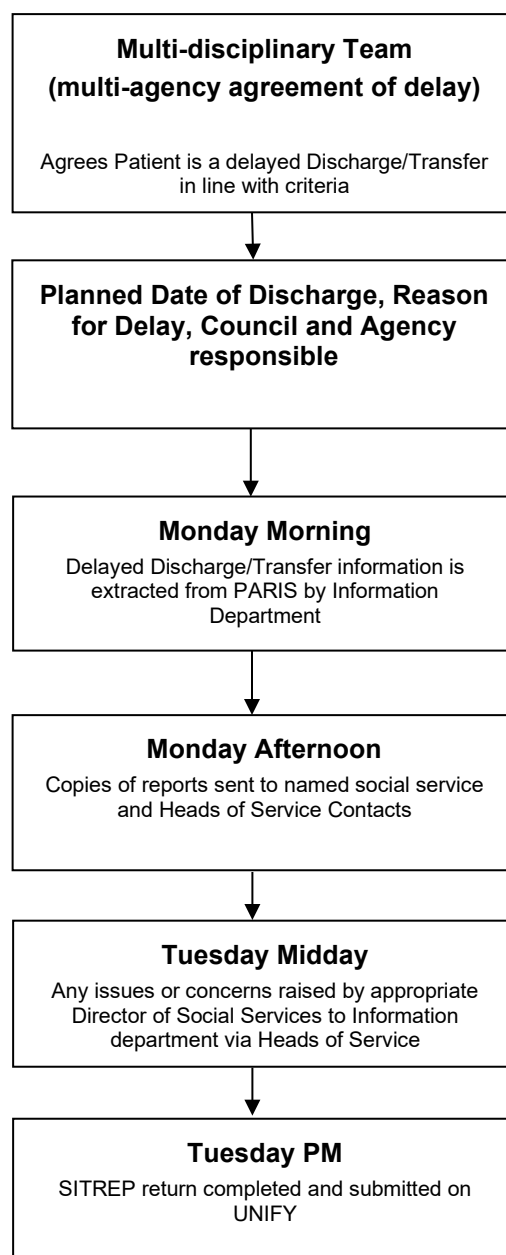 Multi-disciplinary Team
(multi-agency agreement of delay)
Agrees Patient is a delayed Discharge/Transfer
in line with criteria
Planned Date of Discharge, Reason
for Delay, Council and Agency
responsible
Monday Morning
Delayed Discharge/Transfer information is
extracted from PARIS by Information
Department
Monday Afternoon
Copies of reports sent to named social service
and Heads of Service Contacts
Tuesday Midday
Any issues or concerns raised by appropriate
Director of Social Services to Information
department via Heads of Service
Tuesday PM
SITREP return completed and submitted on
UNIFY